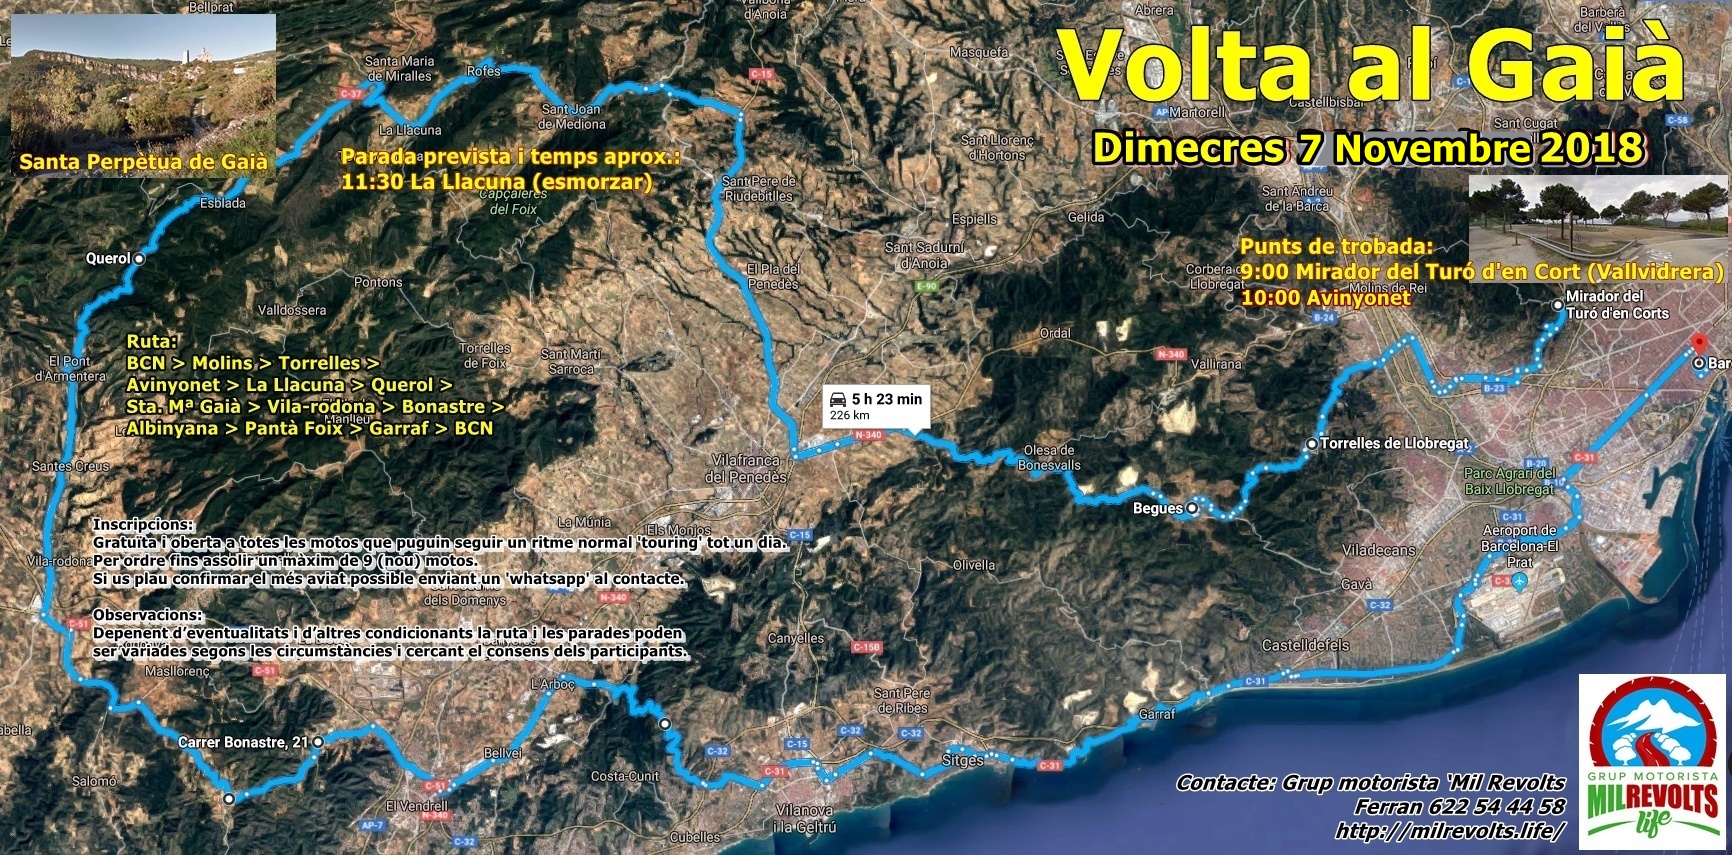 Volta al Gaià
Dimecres 7 Novembre 2018
Santa Perpètua de Gaià
Parada prevista i temps aprox.:
11:30 La Llacuna (esmorzar)
Punts de trobada:
9:00 Mirador del Turó d'en Cort (Vallvidrera)
10:00 Avinyonet
Ruta:
BCN > Molins > Torrelles >
Avinyonet > La Llacuna > Querol >
Sta. Mª Gaià > Vila-rodona > Bonastre >
Albinyana > Pantà Foix > Garraf > BCN
Inscripcions:
Gratuïta i oberta a totes les motos que puguin seguir un ritme normal 'touring' tot un dia.
Per ordre fins assolir un màxim de 9 (nou) motos.
Si us plau confirmar el més aviat possible enviant un 'whatsapp' al contacte.
Observacions:
Depenent d'eventualitats i d'altres condicionants la ruta i les parades poden
ser variades segons les circumstàncies i cercant el consens dels participants.
Contacte: Grup motorista 'Mil Revolts
Ferran 622 54 44 58
http://milrevolts.life/
GRUP MOTORISTA
MILREVOLTS
life
5 h 23 min
226 km
Bellprat
d'Anoia
Abrera
Barberà
del Vallès
Masquefa
Santa Maria
de Miralles
Rofes
C-37
C-15
La Llacuna
Sant Joan
de Mediona
Martorell
Castellbisbal
Sant Cugat
C-58
Sant Llorenç
d'Hortons
Sant Pere de
Riudebitlles
Capçaleres
del Foix
Esblada
Querol
Espiells
Gelida
Sant Andreu
de la Barca
Sant Sadurní
d'Anoia
Corbera de
Llobregat
Molins de Rei
El Pla del
Penedès
E-90
Pontons
Valldossera
B-24
Mirador del
Turó d'en Corts
Ordal
N-340
Vallirana
Torrelles
de Foix
Sant Martí
Sarroca
El Pont
d'Armentera
B-23
Bar
N-340
Torrelles de Llobregat
Olesa de
Bonesvalls
Vilafranca
del Penedès
Santes Creus
C-31
B-20
B-10
Parc Agrari del
Baix Llobregat
Begues
C-31
La Múnia
Els Monjos
C-15
Aeroport de
Barcelona-El
Prat
Viladecans
Vila-rodona
Olivella
Gavà
C-32
dels Domenys
N-340
C-51
Canyelles
C-15B
Castelldefels
Masllorenç
C-51
L'Arboç
C-31
Sant Pere
de Ribes
Garraf
Carrer Bonastre, 21
Bellvei
C-32
C-15
C-32
C-32
Sitges
C-31
C-31
Salomó
Costa-Cunit
C-51
El Vendrell
N-340
Vilanova
i la Geltrú
AP-7
C-32
Cubelles